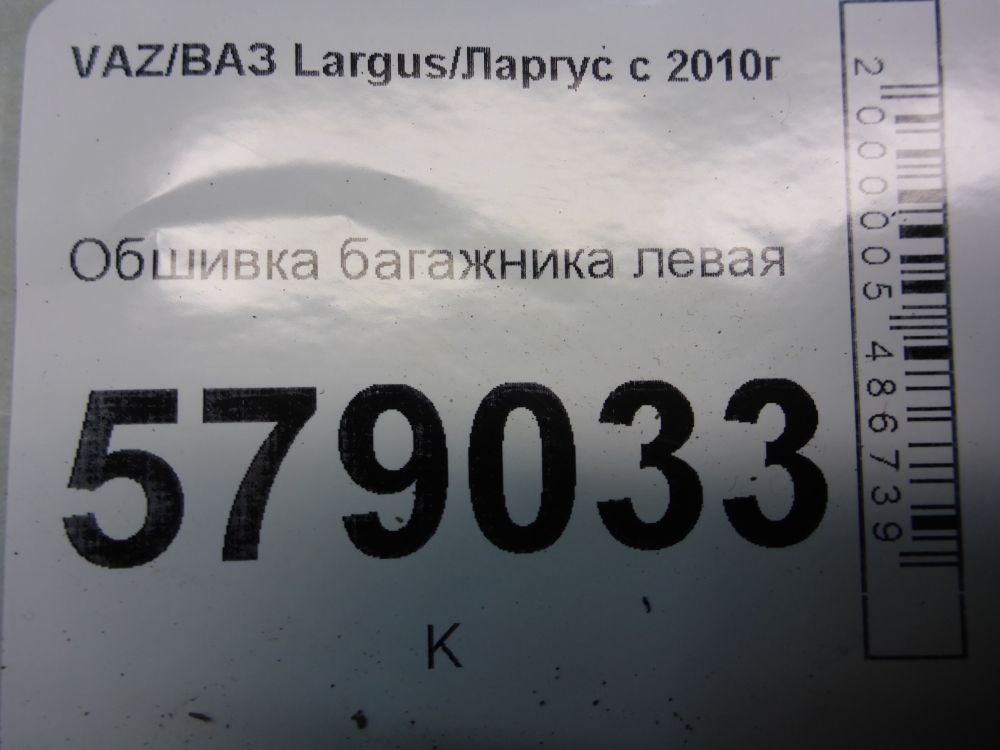 VAZ/ВАЗ Largus/Ларгус с 2010г
Обшивка багажника левая
579033
К
2000005486739